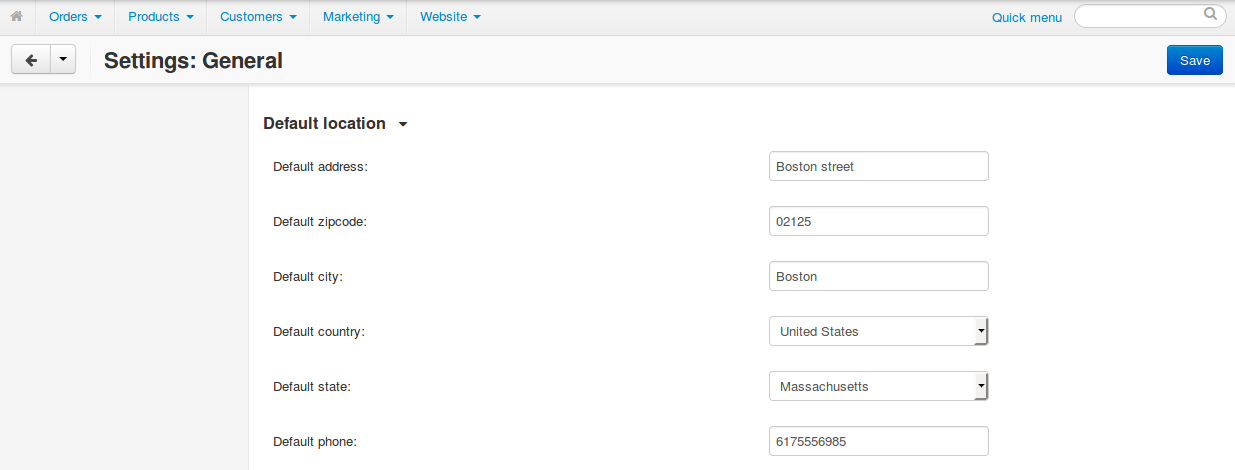 Orders Products Customers Marketing Website Quick menu
Settings: General Save
Default location
Default address: Boston street
Default zipcode: 02125
Default city: Boston
Default country: United States
Default state: Massachusetts
Default phone: 6175556985